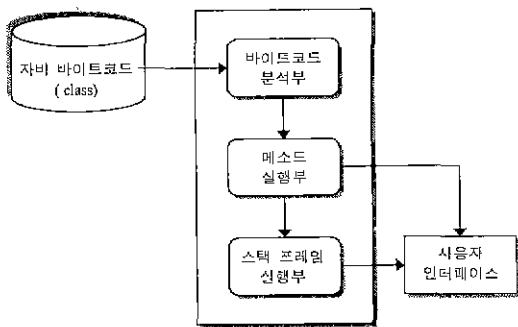 자바 바이트코드
( class)
바이트코드
분석부
메소드
실행부
스택 프레임
실행부
사용자
인터페이스